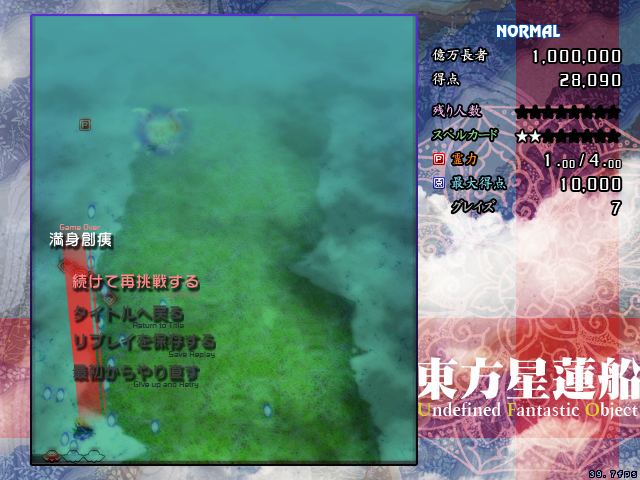 NORMAL
億万長者 1,000,000
得点 28,090
残り人数
スペルカード
P 霊力 1.00/4.00
最大得点 10,000
グレイズ 7
P
Game Over
満身創痍
続けて再挑戦する
タイトルへ戻る
Return to Title
リプレイを保存する
Save Replay
最初からやり直す
Give up and Retry
東方星蓮船
Undefined Fantastic Object
39.7fps